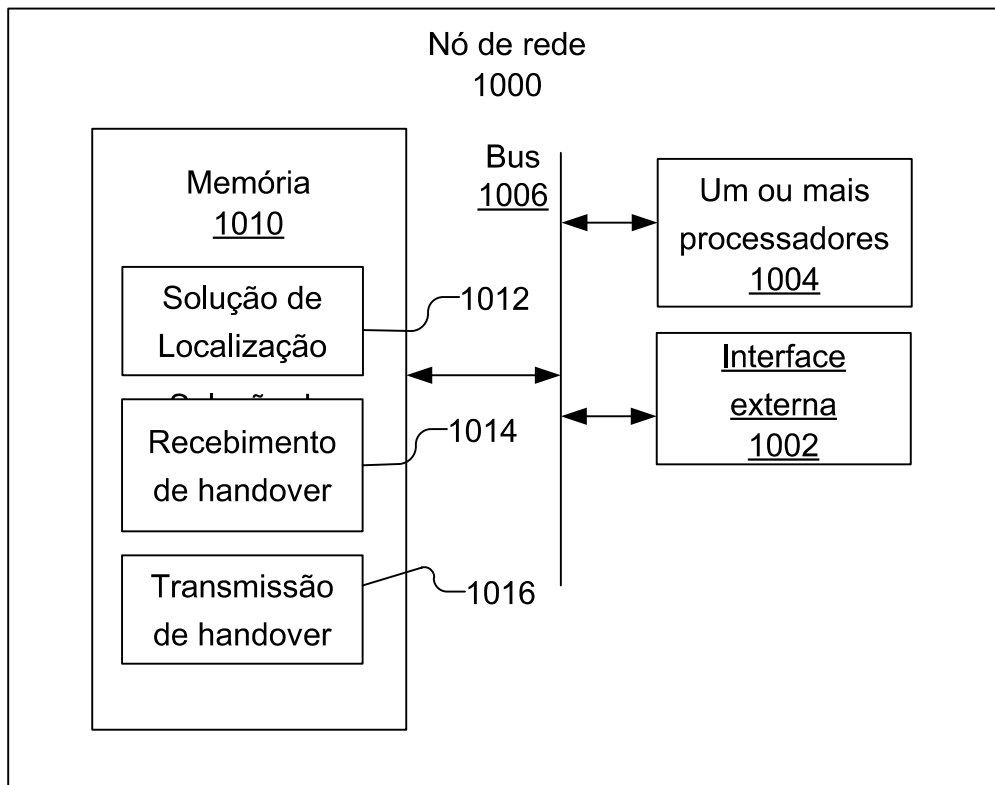 Nó de rede
1000
Memória
1010
Solução de
Localização
Recebimento
de handover
Transmissão
de handover
1012
1014
1016
Bus
1006
Um ou mais
processadores
1004
Interface
externa
1002